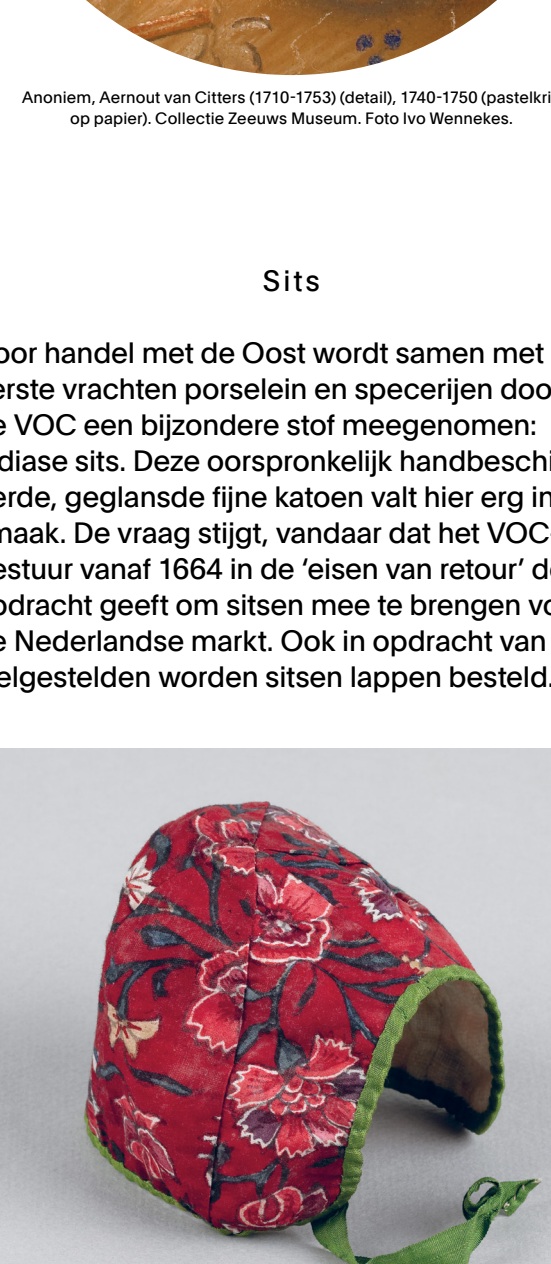 Anoniem, Aernout van Citters (1710-1753) (detail), 1740-1750 (pastelkri
op papier). Collectie Zeeuws Museum. Foto Ivo Wennekes.
Sits
oor handel met de Oost wordt samen met
erste vrachten porselein en specerijen doo
e VOC een bijzondere stof meegenomen:
diase sits. Deze oorspronkelijk handbeschi
erde, geglansde fijne katoen valt hier erg in
maak. De vraag stijgt, vandaar dat het VOC-
estuur vanaf 1664 in de ‘eisen van retour’ de
pdracht geeft om sitsen mee te brengen vo
e Nederlandse markt. Ook in opdracht van
elgestelden worden sitsen lappen besteld.